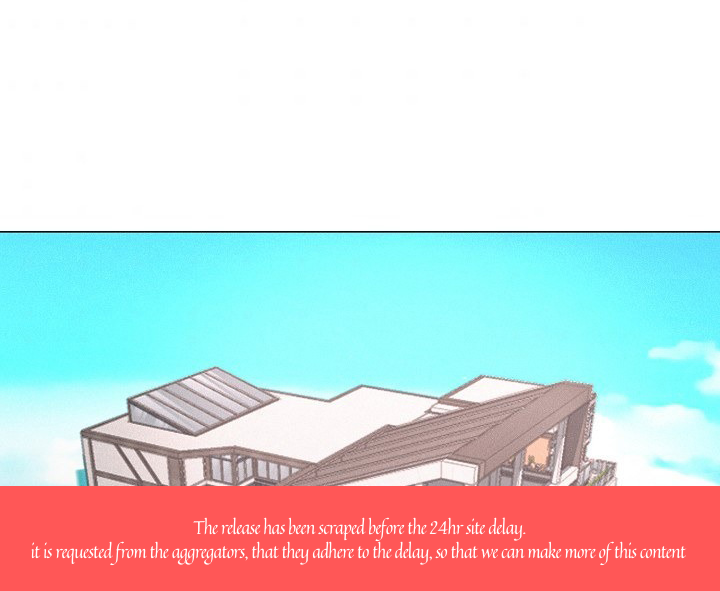 The release has been scraped before the 24hr site delay.
it is requested from the aggregators, that they adhere to the delay, so that we can make more of this content